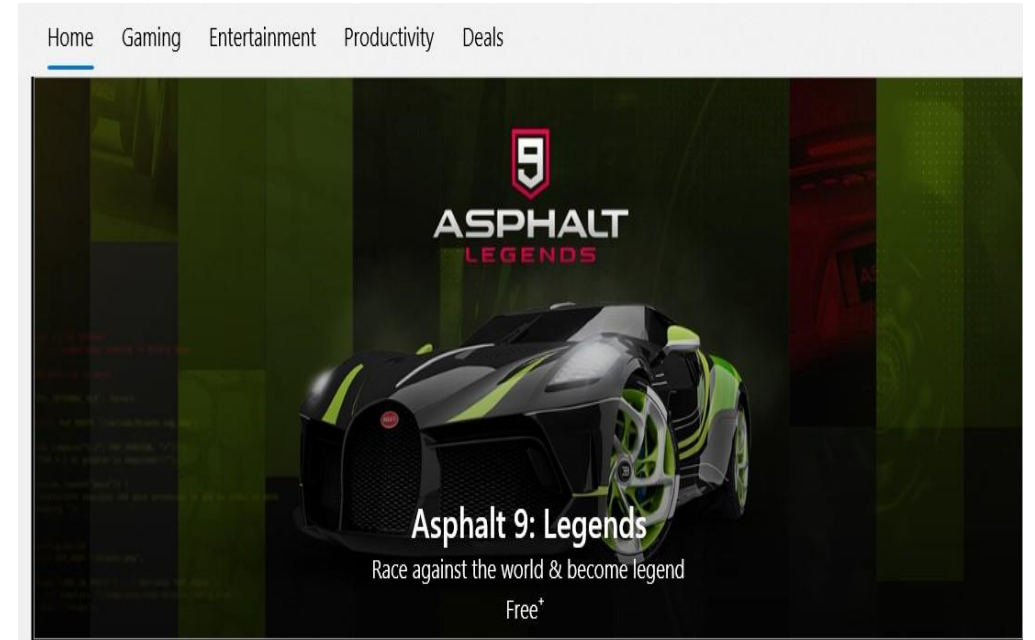 Home Gaming Entertainment Productivity Deals
9
ASPHALT
LEGENDS
Asphalt 9: Legends
Race against the world & become legend
Free+